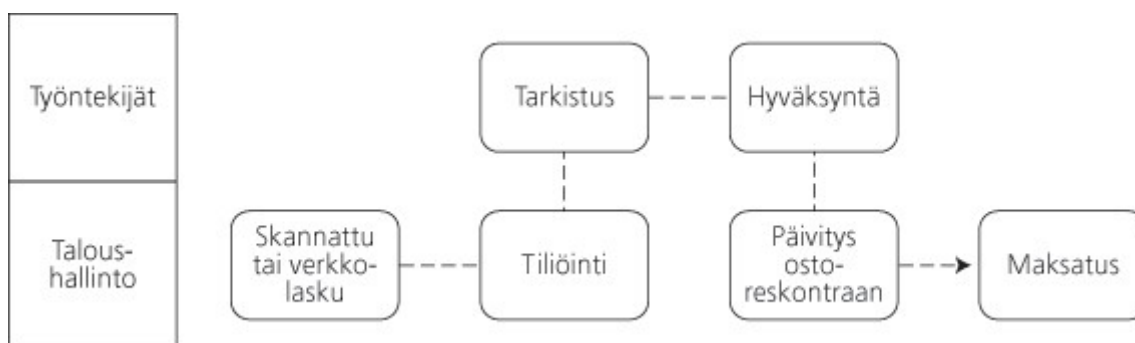 Työntekijät
Tarkistus
Hyväksyntä
Talous-
hallinto
Skannattu
tai verkko-
lasku
Tiliöinti
Päivitys
osto-
reskontraan
Maksatus